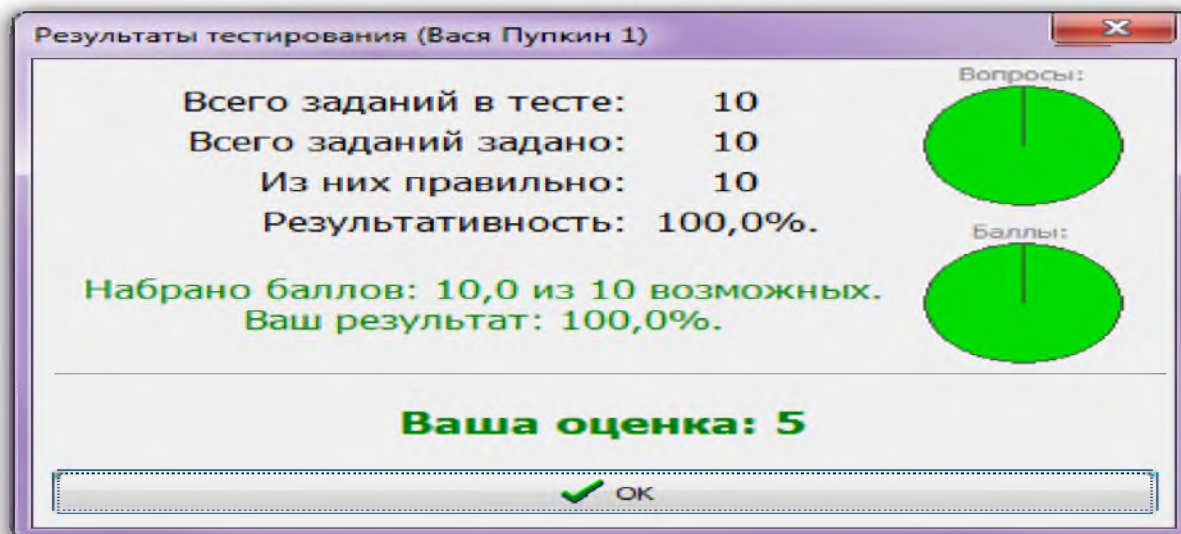 Результаты тестирования (Вася Пупкин 1)
Вопросы:
Всего заданий в тесте: 10
Всего заданий задано: 10
Из них правильно: 10
Результативность: 100,0%.
Баллы:
Набрано баллов: 10,0 из 10 возможных.
Ваш результат: 100,0%.
Ваша оценка: 5
OK